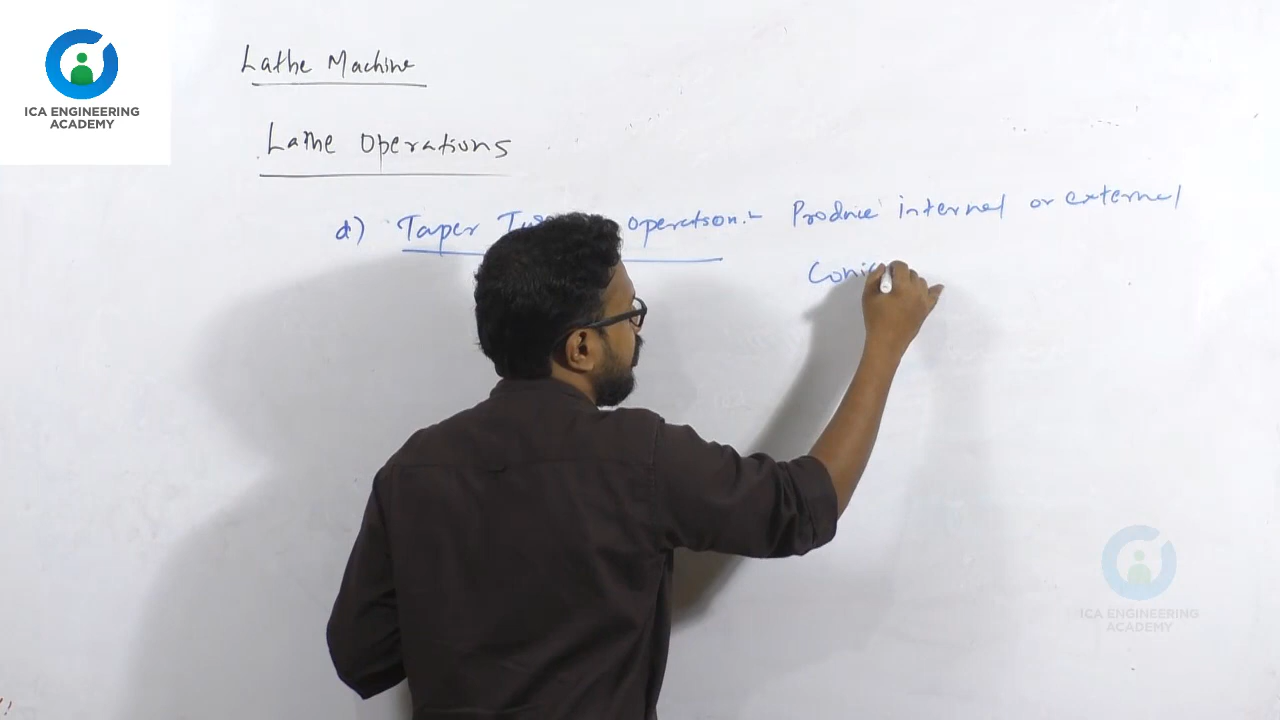 ICA ENGINEERING
ACADEMY
Lathe Machine
Lathe Operations
d) Taper operation:- Produce internal or external
ICA ENGINEERING
ACADEMY